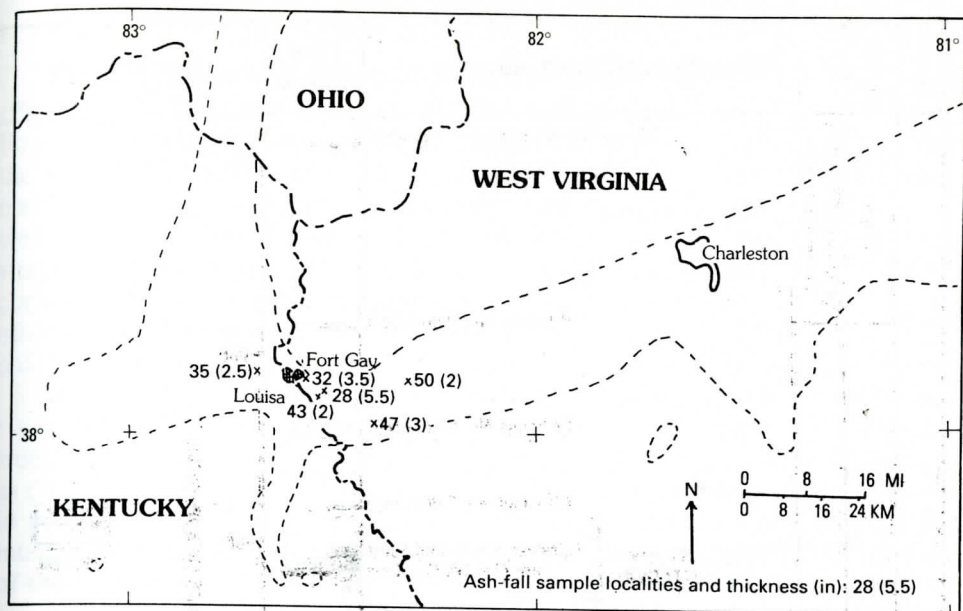 83°
82°
81°
OHIO
WEST VIRGINIA
Charleston
Fort Gay
35 (2.5)
32 (3.5)
50 (2)
Louisa
28 (5.5)
43 (2)
47 (3)
38°
KENTUCKY
N
0 8 16 MI
0 8 16 24 KM
Ash-fall sample localities and thickness (in): 28 (5.5)